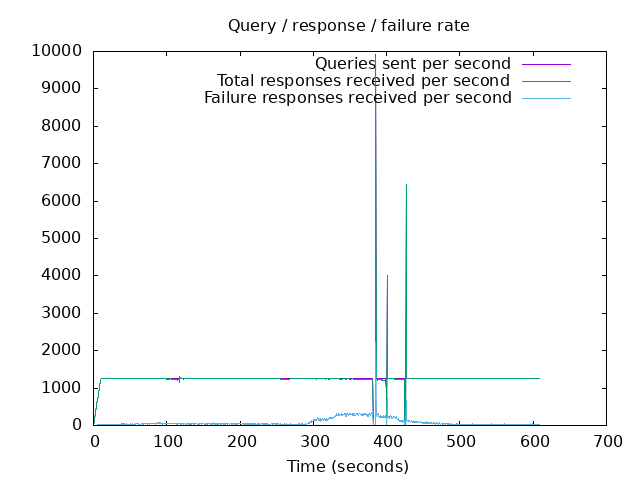 Query / response / failure rate
10000
9000
8000
7000
6000
5000
4000
3000
2000
1000
0
Queries sent per second
Total responses received per second
Failure responses received per second
0 100 200 300 400 500 600 700
Time (seconds)